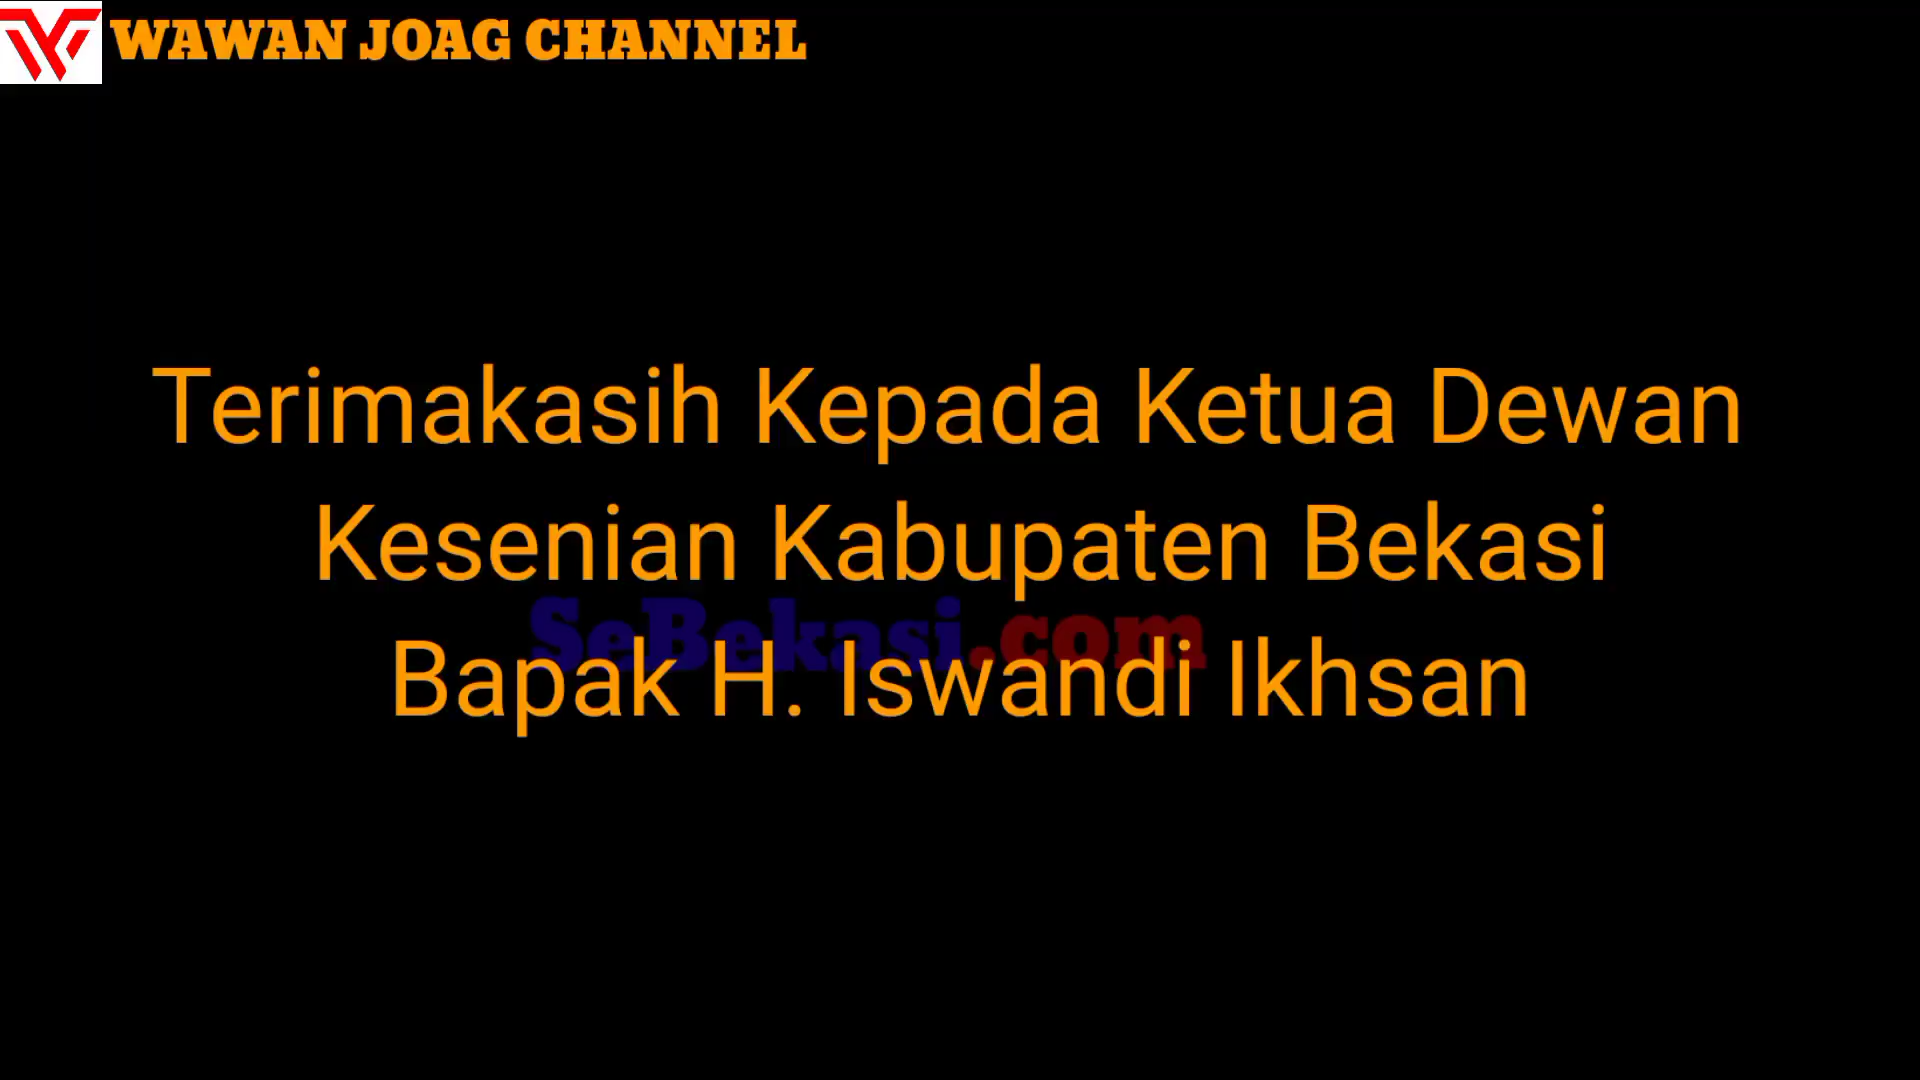 WAWAN JOAG CHANNEL
Terimakasih Kepada Ketua Dewan
Kesenian Kabupaten Bekasi
SeBekasi.com
Bapak H. Iswandi Ikhsan